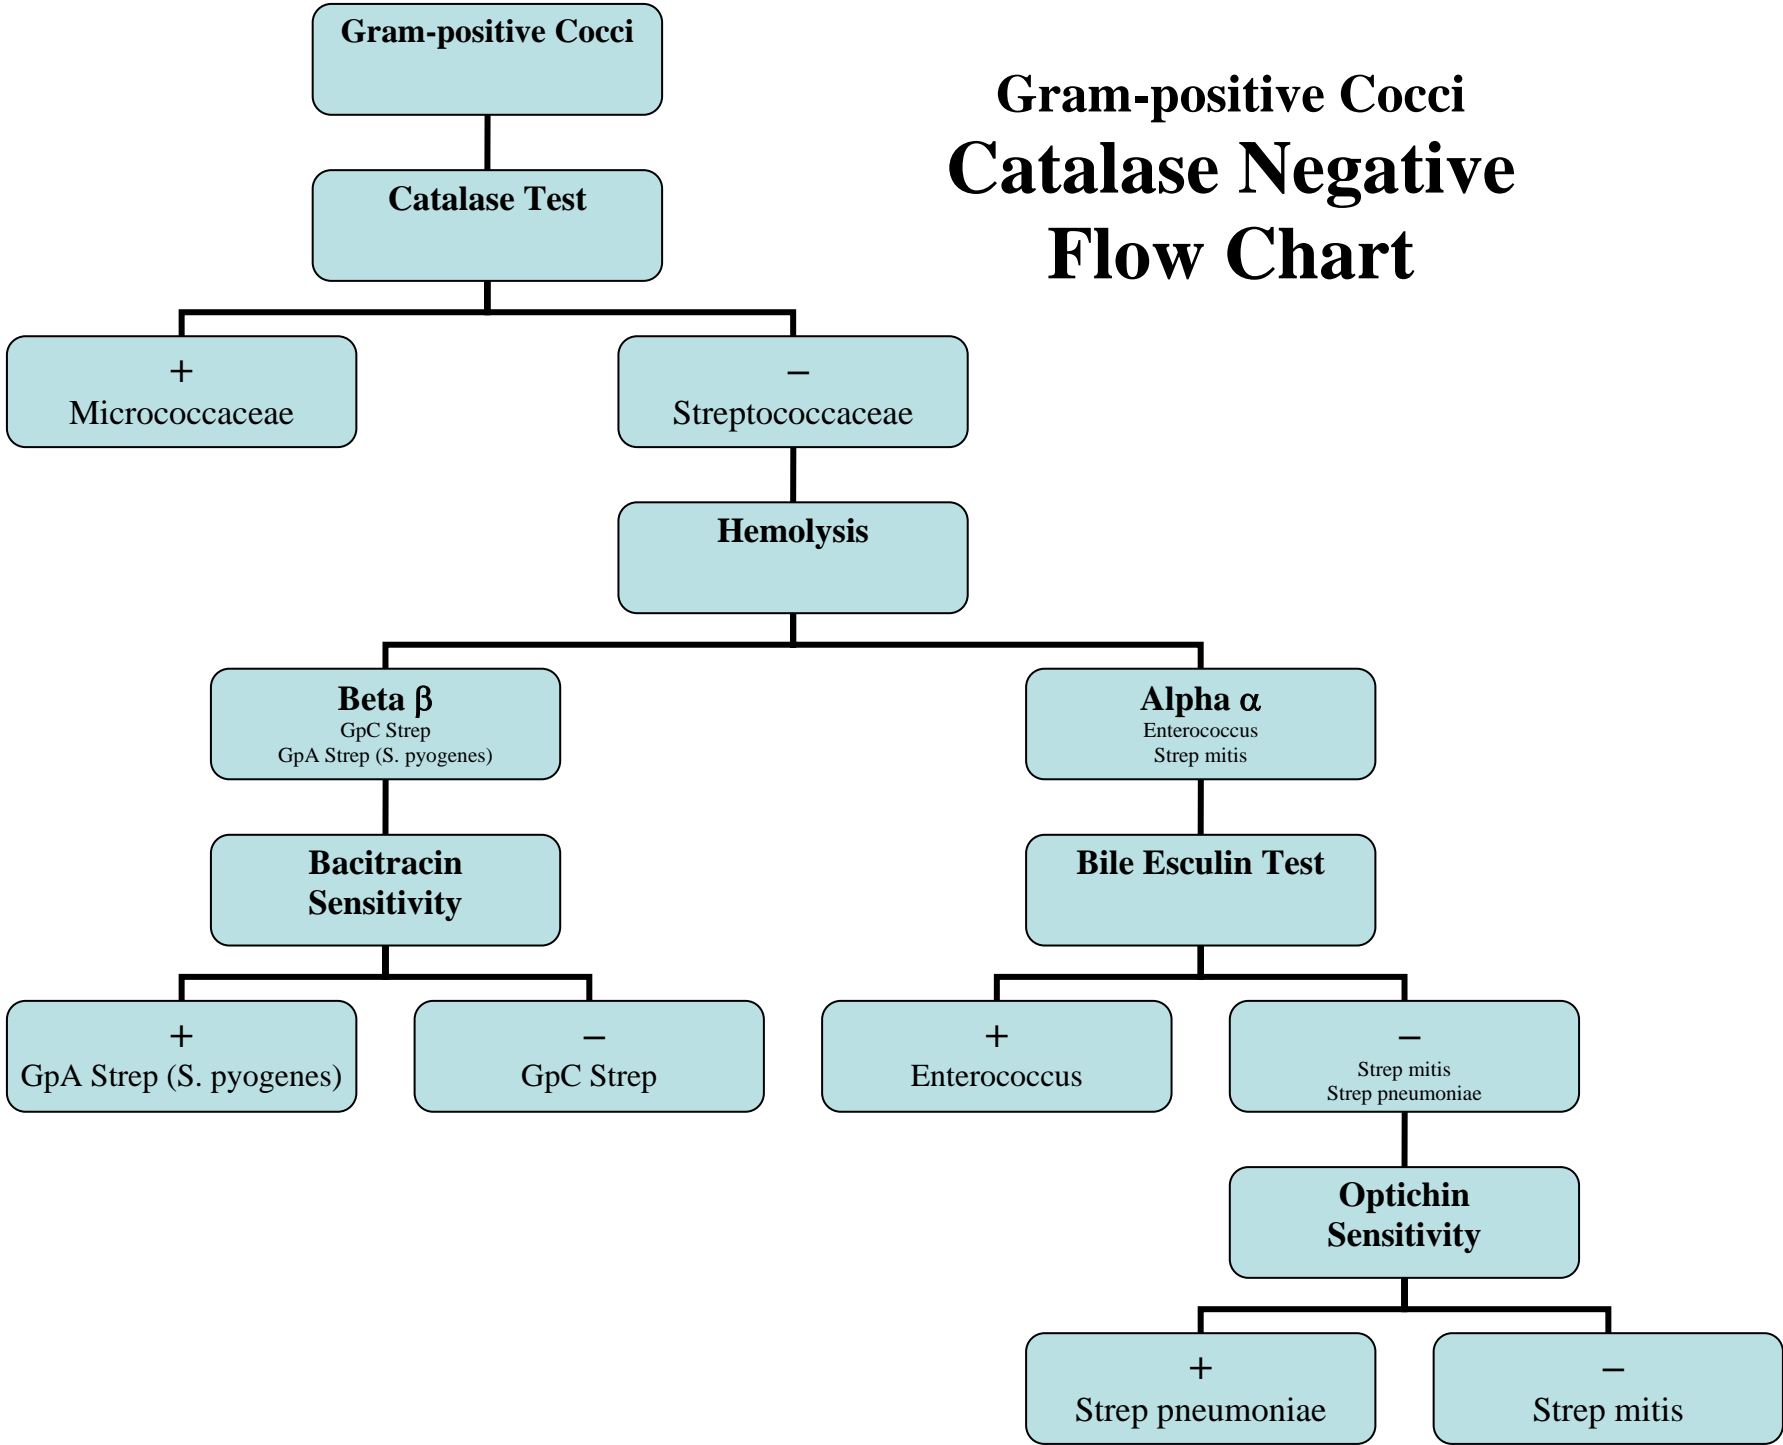 Gram-positive Cocci
Gram-positive Cocci
Catalase Negative
Flow Chart
Catalase Test
+
Micrococcaceae
–
Streptococcaceae
Hemolysis
Beta β
GpC Strep
GpA Strep (S. pyogenes)
Alpha α
Enterococcus
Strep mitis
Bacitracin
Sensitivity
Bile Esculin Test
+
GpA Strep (S. pyogenes)
–
GpC Strep
+
Enterococcus
–
Strep mitis
Strep pneumoniae
Optichin
Sensitivity
+
Strep pneumoniae
–
Strep mitis